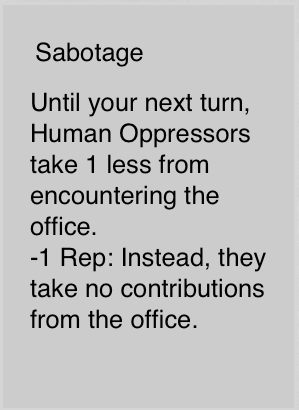 Sabotage
Until your next turn,
Human Oppressors
take 1 less from
encountering the
office.
-1 Rep: Instead, they
take no contributions
from the office.